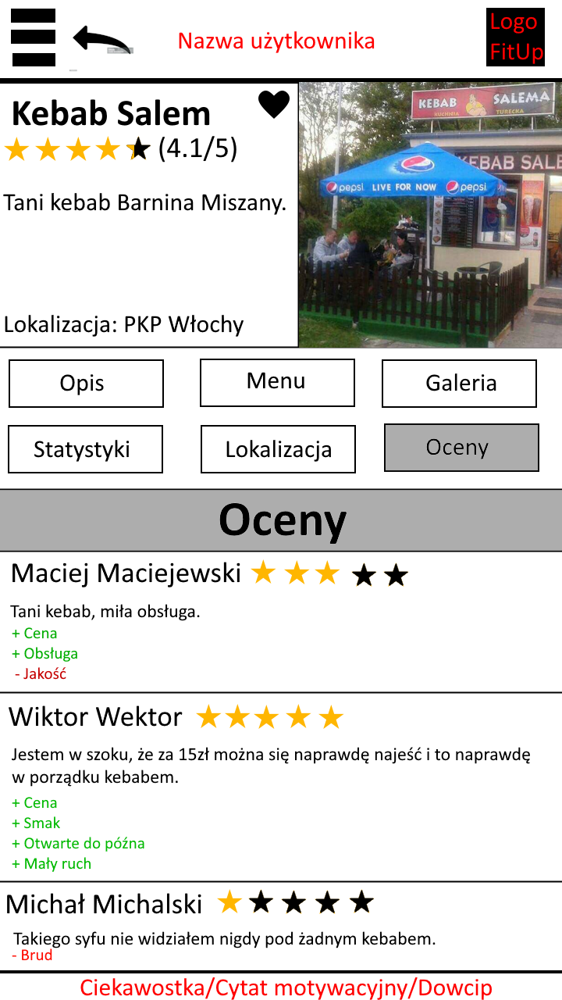 Nazwa użytkownika
Logo
FitUp
Kebab Salem
(4.1/5)
Tani kebab Barnina Miszany.
Lokalizacja: PKP Włochy
KEBAB
SALEMA
KUCHNIA
TURECKA
KEBAB SALE
pepsi LIVE FOR NOW pepsi
Opis
Menu
Galeria
Statystyki
Lokalizacja
Oceny
Oceny
Maciej Maciejewski
Tani kebab, miła obsługa.
+ Cena
+ Obsługa
- Jakość
Wiktor Wektor
Jestem w szoku, że za 15zł można się naprawdę najeść i to naprawdę
w porządku kebabem.
+ Cena
+ Smak
+ Otwarte do późna
+ Mały ruch
Michał Michalski
Takiego syfu nie widziałem nigdy pod żadnym kebabem.
- Brud
Ciekawostka/Cytat motywacyjny/Dowcip